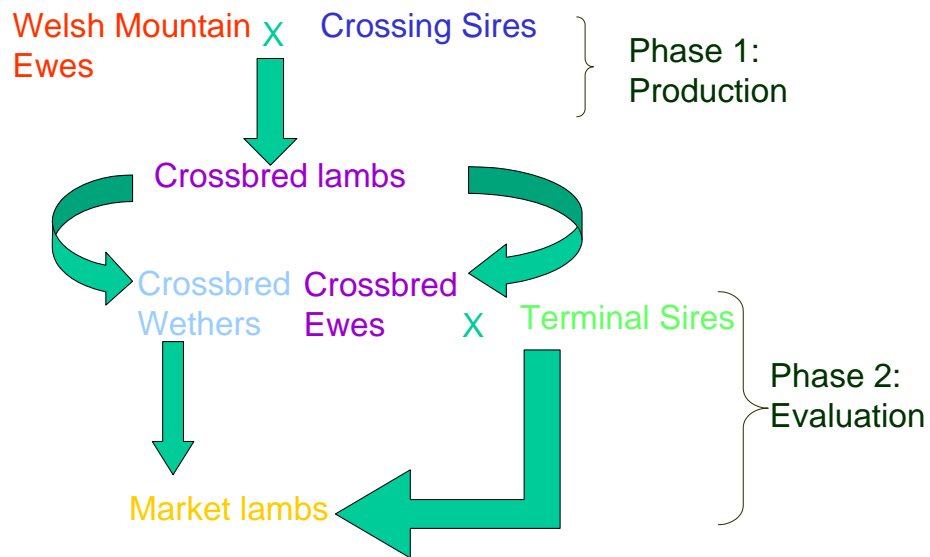 Welsh Mountain
Ewes
X
Crossing Sires
Phase 1:
Production
Crossbred lambs
Crossbred
Wethers
Crossbred
Ewes
X
Terminal Sires
Phase 2:
Evaluation
Market lambs